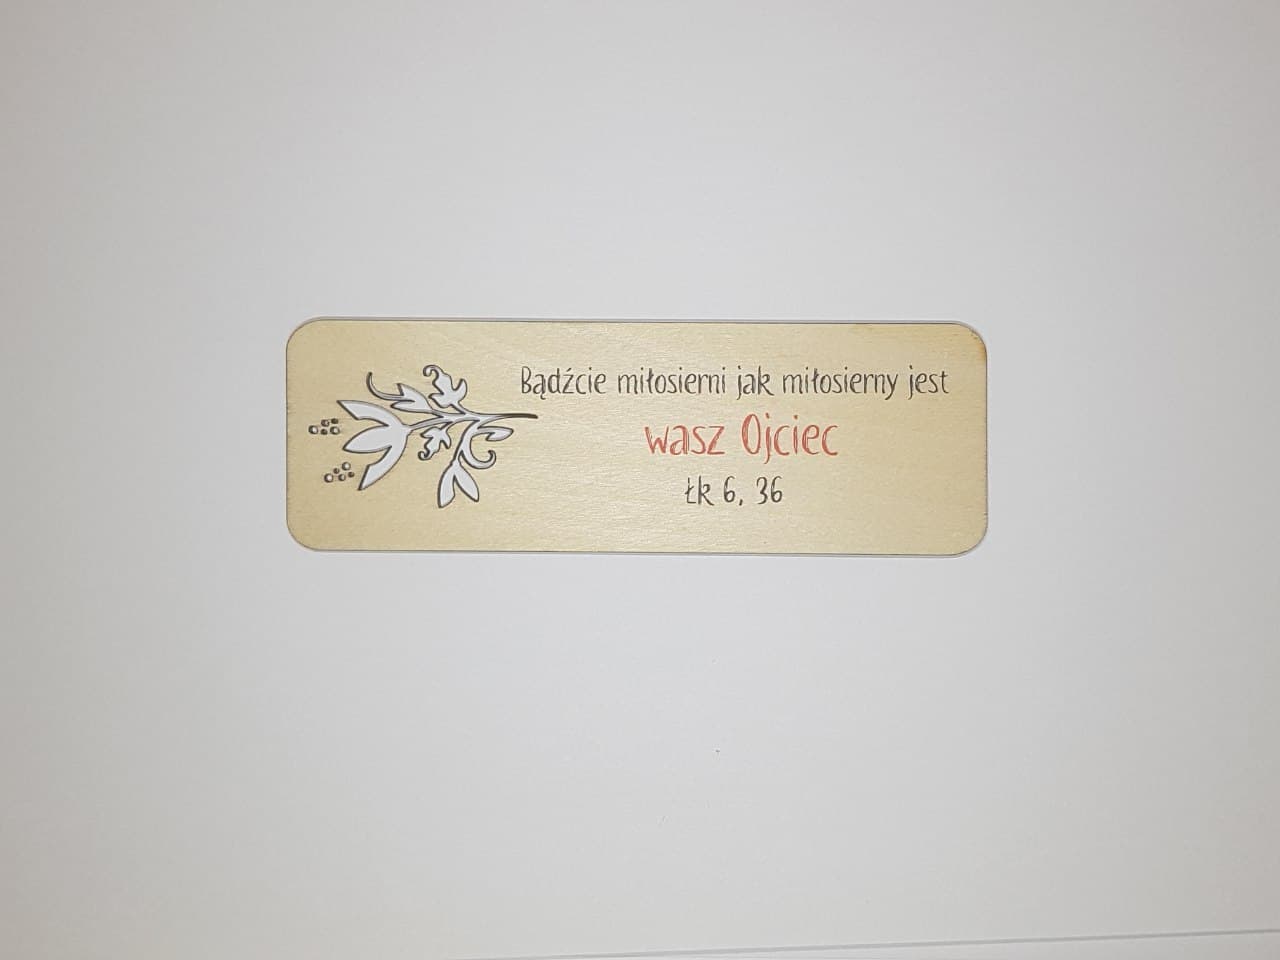 Bądźcie miłosierni jak miłosierny jest
wasz Ojciec
Łk 6, 36